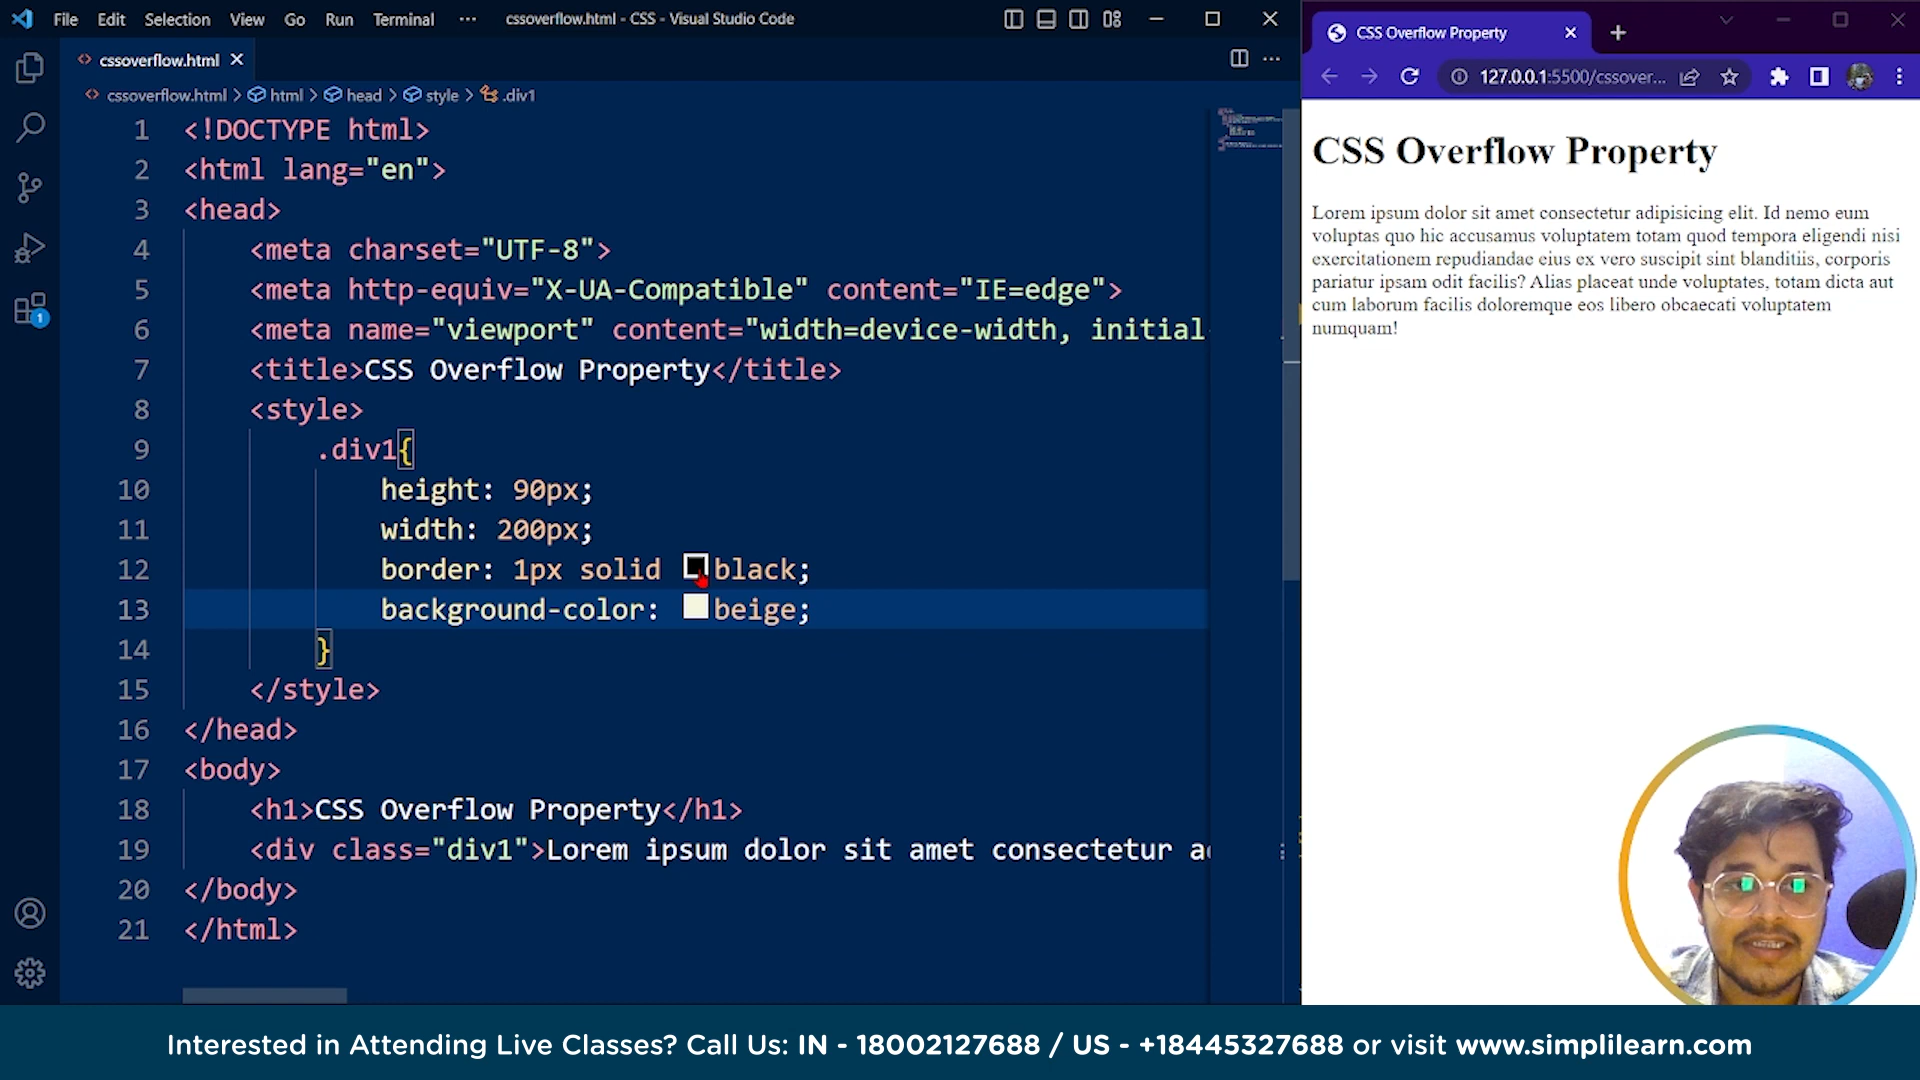 File Edit Selection View Go Run Terminal ··· cssoverflow.html - CSS - Visual Studio Code
cssoverflow.html
cssoverflow.html > html > head > style > .div1
1 <!DOCTYPE html>
2 <html lang="en">
3 <head>
4 <meta charset="UTF-8">
5 <meta http-equiv="X-UA-Compatible" content="IE=edge">
6 <meta name="viewport" content="width=device-width, initial-
7 <title>CSS Overflow Property</title>
8 <style>
9 .div1{
10 height: 90px;
11 width: 200px;
12 border: 1px solid black;
13 background-color: beige;
14 }
15 </style>
16 </head>
17 <body>
18 <h1>CSS Overflow Property</h1>
19 <div class="div1">Lorem ipsum dolor sit amet consectetur a
20 </body>
21 </html>
1
CSS Overflow Property
127.0.0.1:5500/cssover...
CSS Overflow Property
Lorem ipsum dolor sit amet consectetur adipisicing elit. Id nemo eum
voluptas quo hic accusamus voluptatem totam quod tempora eligendi nisi
exercitationem repudiandae eius ex vero suscipit sint blanditiis, corporis
pariatur ipsam odit facilis? Alias placeat unde voluptates, totam dicta aut
cum laborum facilis doloremque eos libero obcaecati voluptatem
numquam!
Interested in Attending Live Classes? Call Us: IN - 18002127688 / US - +18445327688 or visit www.simplilearn.com